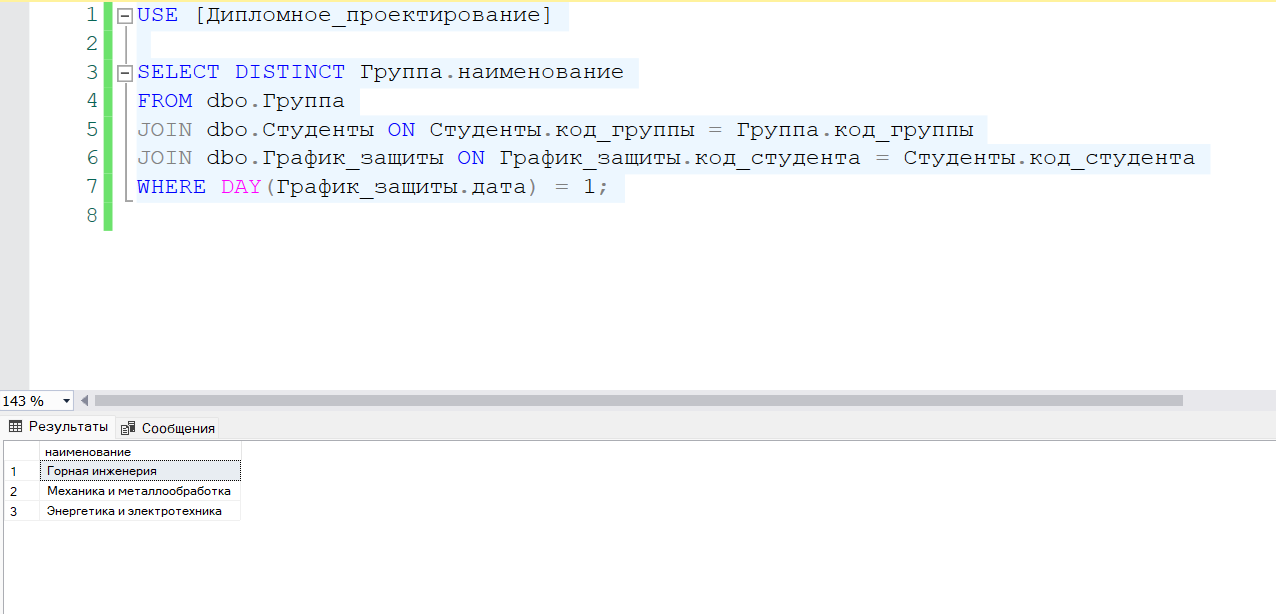 1 USE [Дипломное_проектирование]
2
3 SELECT DISTINCT Группа.наименование
4 FROM dbo.Группа
5 JOIN dbo.Студенты ON Студенты.код_группы = Группа.код_группы
6 JOIN dbo.График_защиты ON График_защиты.код_студента = Студенты.код_студента
7 WHERE DAY(График_защиты.дата) = 1;
8
143 %
Результаты Сообщения
наименование
1 Горная инженерия
2 Механика и металлообработка
3 Энергетика и электротехника